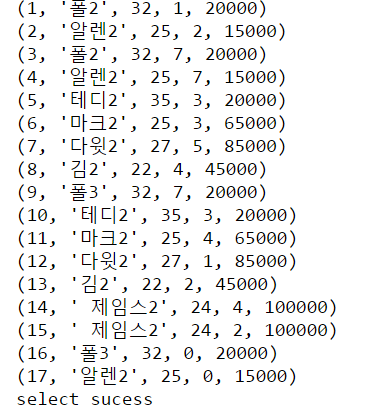 (1, '폴2', 32, 1, 20000)
(2, '알렌2', 25, 2, 15000)
(3, '폴2', 32, 7, 20000)
(4, '알렌2', 25, 7, 15000)
(5, '테디2', 35, 3, 20000)
(6, '마크2', 25, 3, 65000)
(7, '다윗2', 27, 5, 85000)
(8, '김2', 22, 4, 45000)
(9, '폴3', 32, 7, 20000)
(10, '테디2', 35, 3, 20000)
(11, '마크2', 25, 4, 65000)
(12, '다윗2', 27, 1, 85000)
(13, '김2', 22, 2, 45000)
(14, ' 제임스2', 24, 4, 100000)
(15, ' 제임스2', 24, 2, 100000)
(16, '폴3', 32, 0, 20000)
(17, '알렌2', 25, 0, 15000)
select sucess